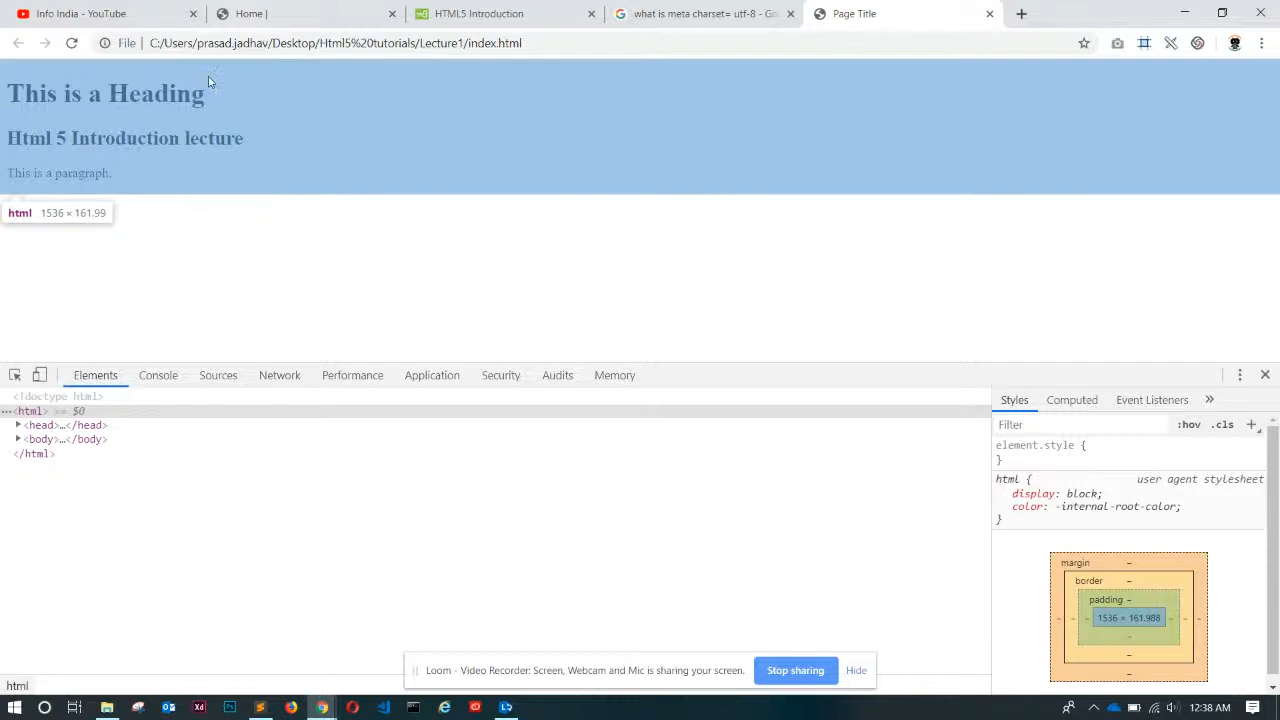 Info India - YouTube
Home |
HTML5 Introduction
what is meta charset= utf-8 - Go
Page Title
File
C:/Users/prasad.jadhav/Desktop/Html5%20tutorials/Lecture1/index.html
This is a Heading
Html 5 Introduction lecture
This is a paragraph.
html 1536 × 161.99
Elements Console Sources Network Performance Application Security Audits Memory
<!doctype html>
…<html> == $0
<head>…</head>
<body>…</body>
</html>
Styles Computed Event Listeners »
Filter :hov .cls +
element.style {
}
html { user agent stylesheet
display: block;
color: -internal-root-color;
}
margin –
border –
padding –
– – – 1536 × 161.988 – – –
–
–
–
Loom - Video Recorder: Screen, Webcam and Mic is sharing your screen. Stop sharing Hide
html
12:38 AM